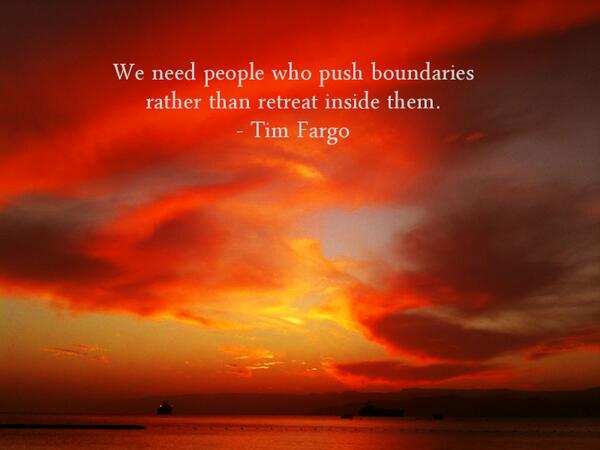 We need people who push boundaries
rather than retreat inside them.
- Tim Fargo